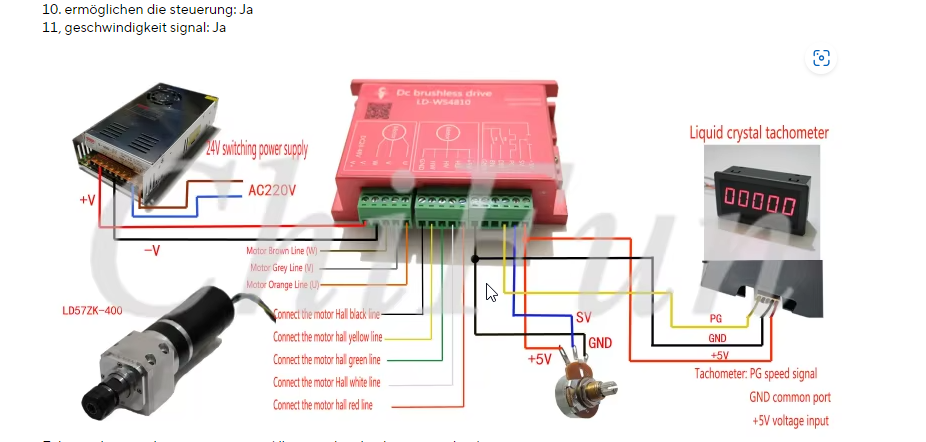 10. ermöglichen die steuerung: Ja
11, geschwindigkeit signal: Ja
Dc brushless drive
LD-WS4810
Liquid crystal tachometer
24V switching power supply
AC220V
+V
-V
00000
Motor Brown Line (W)
Motor Grey Line (V)
Motor Orange Line (U)
LD57ZK-400
Connect the motor Hall black line
Connect the motor hall yellow line
Connect the motor hall green line
Connect the motor Hall white line
Connect the motor hall red line
SV
GND
+5V
PG
GND
+5V
Tachometer: PG speed signal
GND common port
+5V voltage input